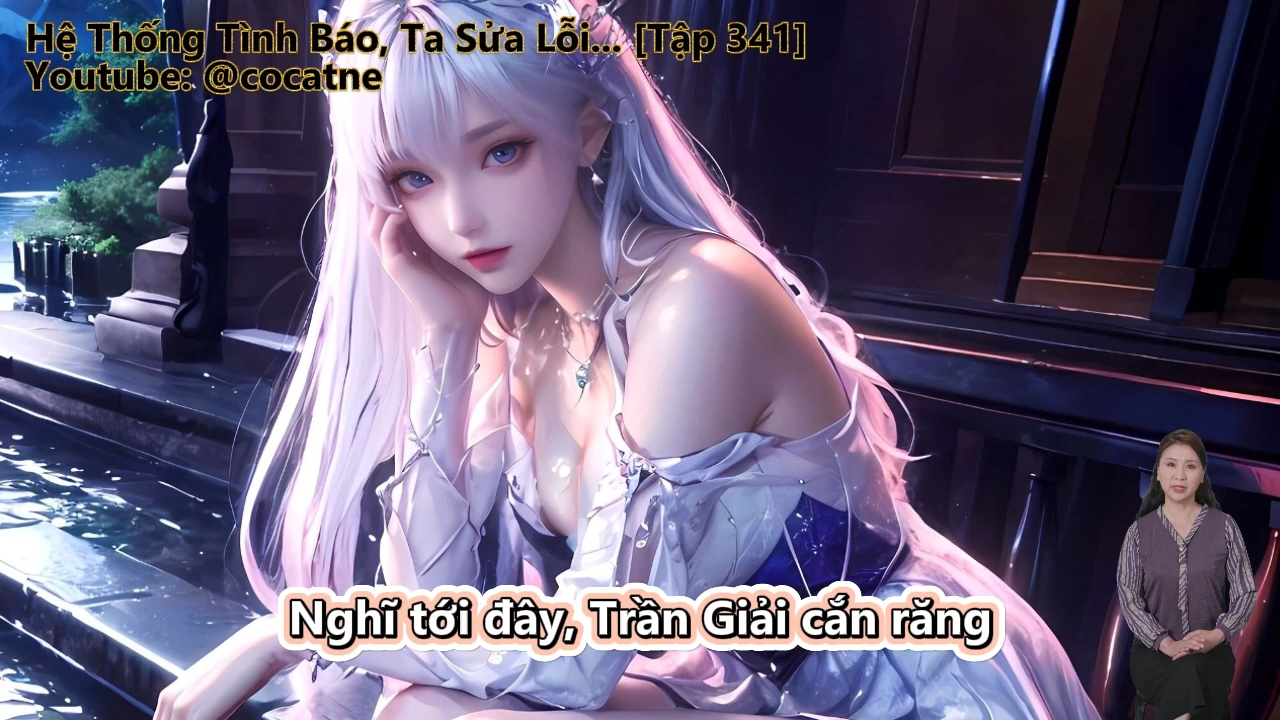 Hệ Thống Tình Báo, Ta Sửa Lỗi... [Tập 341]
Youtube: @cocatne
Nghĩ tới đây, Trần Giải cắn răng